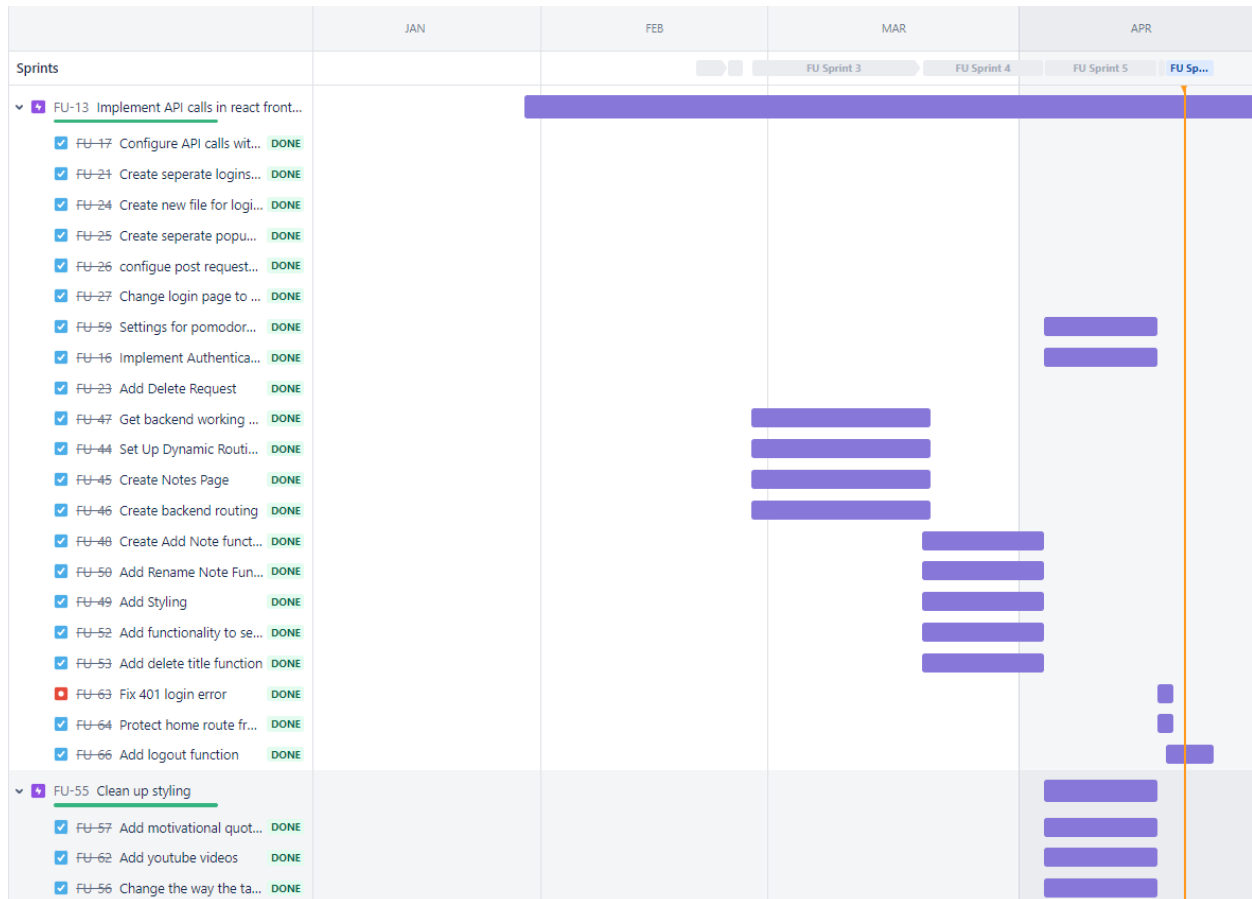 JAN FEB MAR APR
Sprints FU Sprint 3 FU Sprint 4 FU Sprint 5 FU Sp...
FU-13 Implement API calls in react front...
FU-17 Configure API calls wit... DONE
FU-21 Create seperate logins... DONE
FU-24 Create new file for logi... DONE
FU-25 Create seperate popu... DONE
FU-26 configue post request... DONE
FU-27 Change login page to ... DONE
FU-59 Settings for pomodor... DONE
FU-16 Implement Authentica... DONE
FU-23 Add Delete Request DONE
FU-47 Get backend working ... DONE
FU-44 Set Up Dynamic Routi... DONE
FU-45 Create Notes Page DONE
FU-46 Create backend routing DONE
FU-48 Create Add Note funct... DONE
FU-50 Add Rename Note Fun... DONE
FU-49 Add Styling DONE
FU-52 Add functionality to se... DONE
FU-53 Add delete title function DONE
FU-63 Fix 401 login error DONE
FU-64 Protect home route fr... DONE
FU-66 Add logout function DONE
FU-55 Clean up styling
FU-57 Add motivational quot... DONE
FU-62 Add youtube videos DONE
FU-56 Change the way the ta... DONE